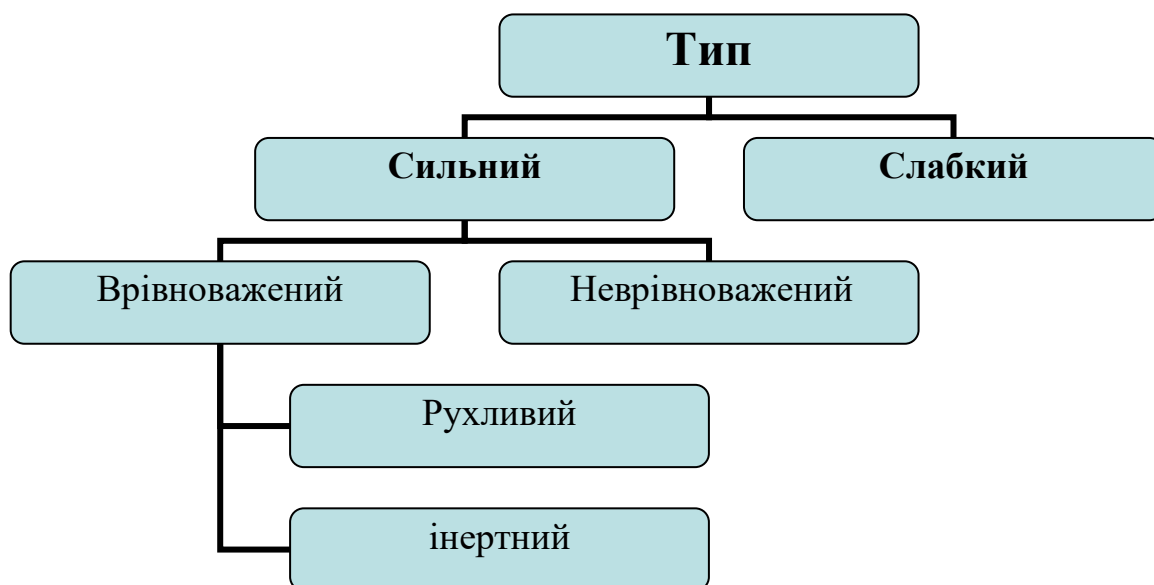 Тип
Сильний
Слабкий
Врівноважений
Неврівноважений
Рухливий
інертний